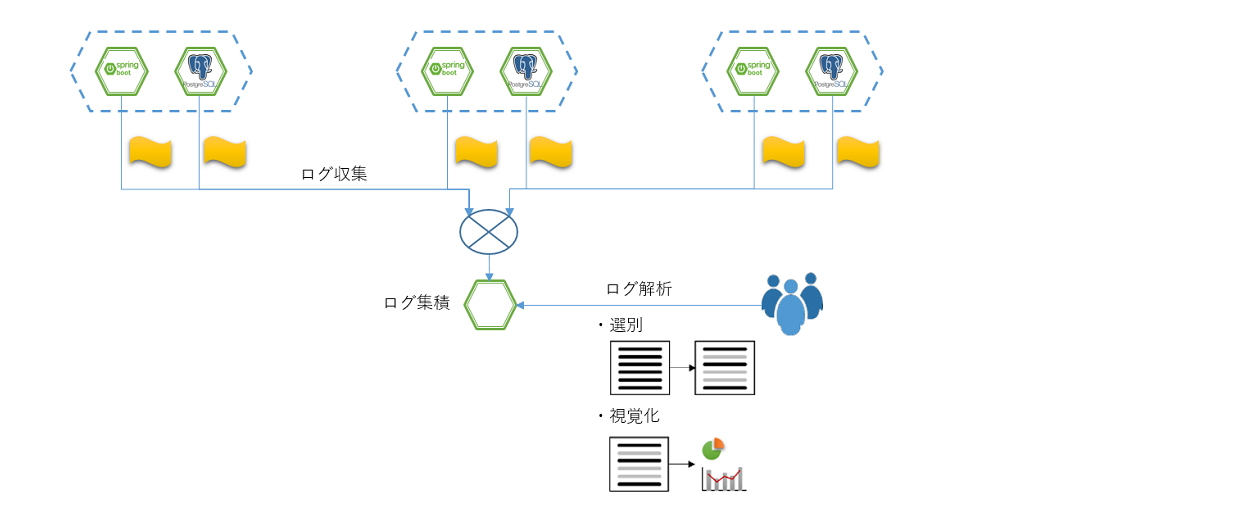 spring
boot
PostgreSQL
spring
boot
PostgreSQL
spring
boot
PostgreSQL
ログ収集
ログ集積
ログ解析
・選別
・視覚化